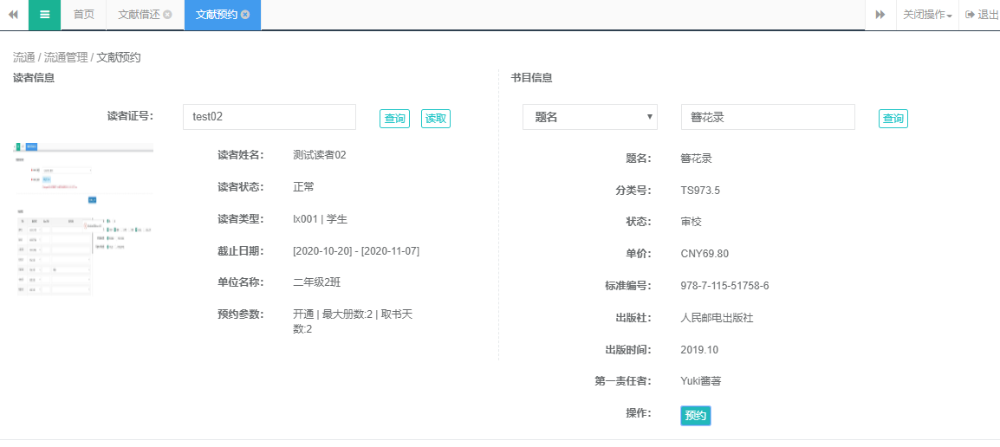 首页 文献借还 文献预约 关闭操作 退出
流通 / 流通管理 / 文献预约
读者信息
读者证号： test02 查询 读取
读者姓名： 测试读者02
读者状态： 正常
读者类型： lx001 | 学生
截止日期： [2020-10-20] - [2020-11-07]
单位名称： 二年级2班
预约参数： 开通 | 最大册数:2 | 取书天
数:2
书目信息
题名 簪花录 查询
题名： 簪花录
分类号： TS973.5
状态： 审校
单价： CNY69.80
标准编号： 978-7-115-51758-6
出版社： 人民邮电出版社
出版时间： 2019.10
第一责任者： Yuki酱著
操作： 预约